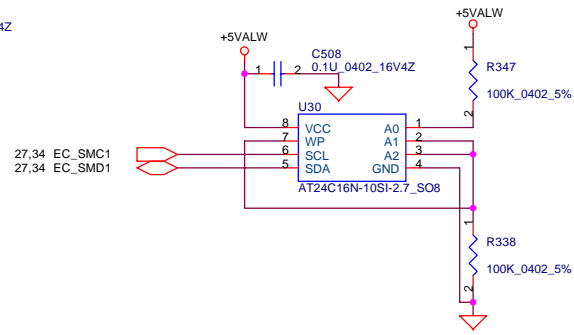 4Z
+5VALW
+5VALW
C508
1 2
0.1U_0402_16V4Z
1
R347
100K_0402_5%
2
U30
8 VCC A0 1
7 WP A1 2
6 SCL A2 3
5 SDA GND 4
AT24C16N-10SI-2.7_SO8
27,34 EC_SMC1
27,34 EC_SMD1
1
R338
100K_0402_5%
2